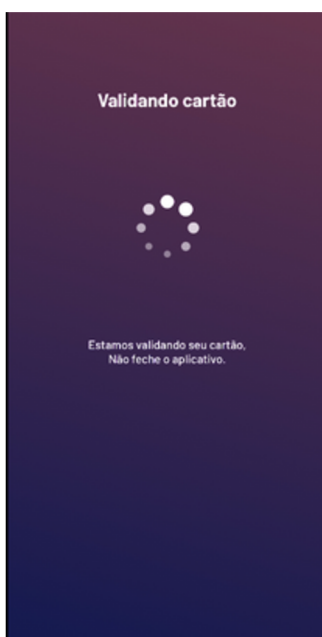 Validando cartão
Estamos validando seu cartão,
Não feche o aplicativo.